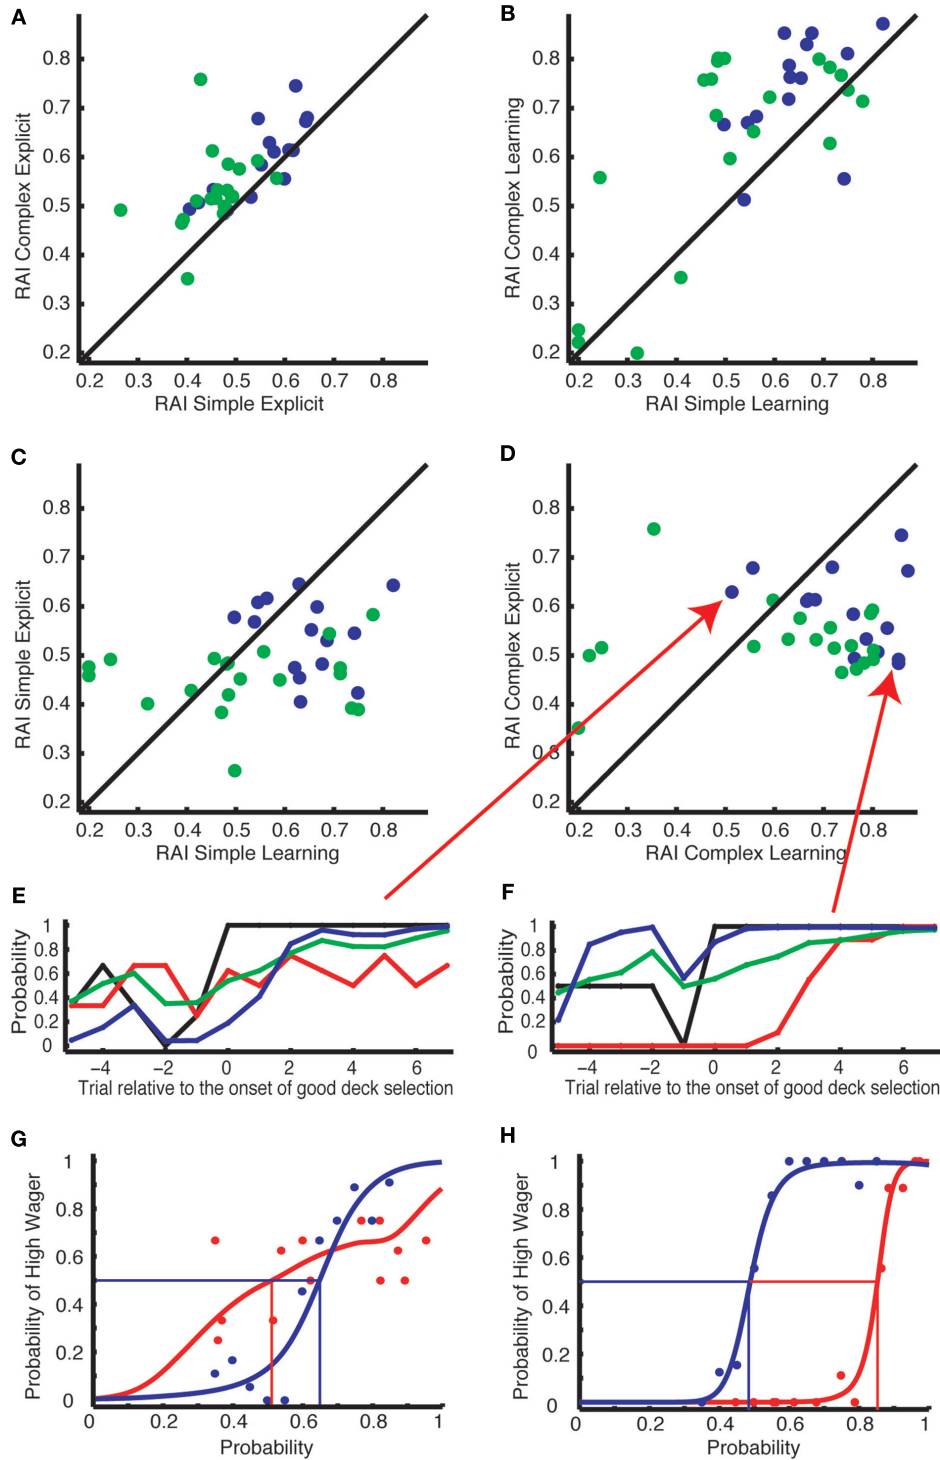 A
RAI Complex Explicit
0.8
0.7
0.6
0.5
0.4
0.3
0.2
0.2 0.3 0.4 0.5 0.6 0.7 0.8
RAI Simple Explicit
B
RAI Complex Learning
0.8
0.7
0.6
0.5
0.4
0.3
0.2
0.2 0.3 0.4 0.5 0.6 0.7 0.8
RAI Simple Learning
C
RAI Simple Explicit
0.8
0.7
0.6
0.5
0.4
0.3
0.2
0.2 0.3 0.4 0.5 0.6 0.7 0.8
RAI Simple Learning
D
RAI Complex Explicit
0.8
0.7
0.6
0.5
0.4
0.3
0.2
0.2 0.3 0.4 0.5 0.6 0.7 0.8
RAI Complex Learning
E
Probability
1
0.8
0.6
0.4
0.2
0
−4 −2 0 2 4 6
Trial relative to the onset of good deck selection
F
Probability
1
0.8
0.6
0.4
0.2
0
−4 −2 0 2 4 6
Trial relative to the onset of good deck selection
G
Probability of High Wager
1
0.8
0.6
0.4
0.2
0
0 0.2 0.4 0.6 0.8 1
Probability
H
Probability of High Wager
1
0.8
0.6
0.4
0.2
0
0 0.2 0.4 0.6 0.8 1
Probability